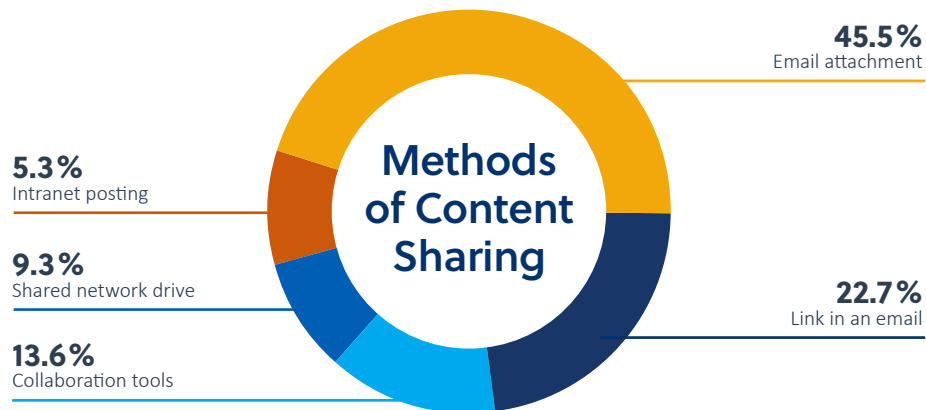 45.5%
Email attachment
Methods
of Content
Sharing
5.3%
Intranet posting
9.3%
Shared network drive
22.7%
Link in an email
13.6%
Collaboration tools